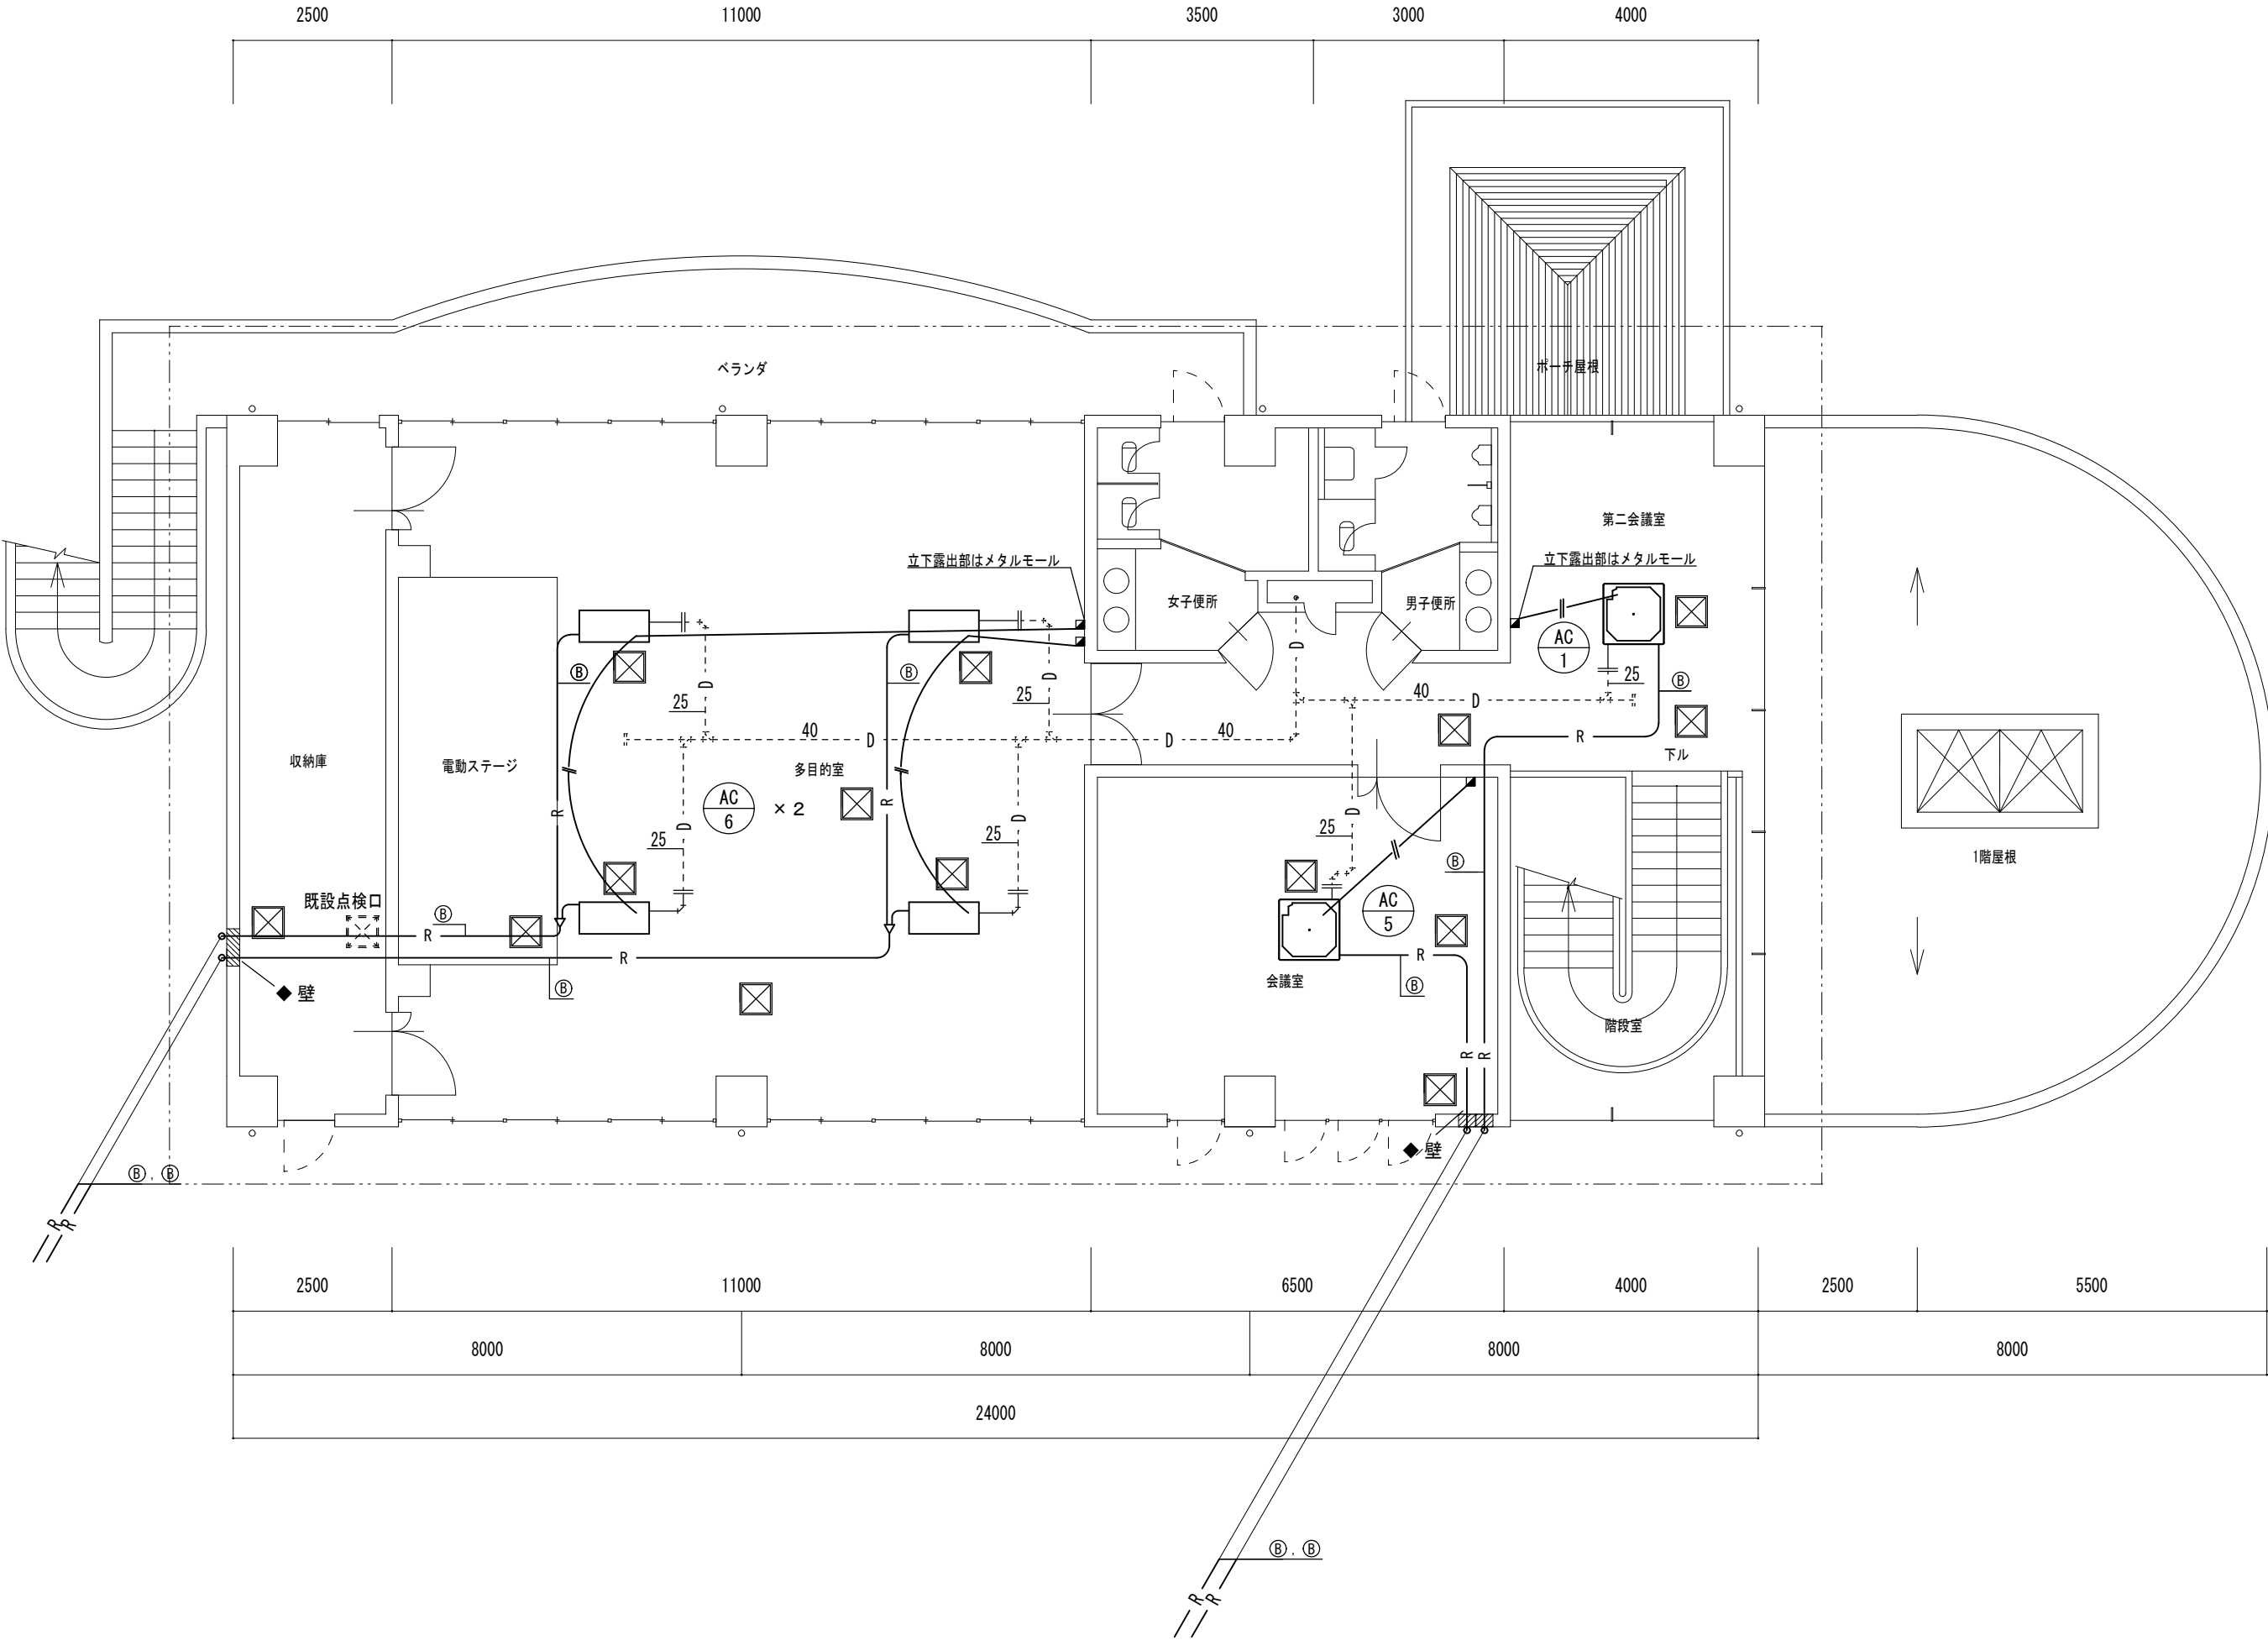 2500 11000 3500 3000 4000
ベランダ
ポーチ屋根
第二会議室
立下露出部はメタルモール
立下露出部はメタルモール
女子便所
男子便所
AC
1
D
D
D
25
B
B
25
25
B
40
D
40
D
40
D
R
下ル
収納庫
電動ステージ
多目的室
AC
6
×2
R
R
25
D
25
D
25
D
B
1階屋根
既設点検口
B
R
R
B
◆ 壁
AC
5
会議室
R
B
階段室
R
R
◆ 壁
B , B
R
R
2500 11000 6500 4000 2500 5500
8000 8000 8000 8000
24000
B , B
R
R